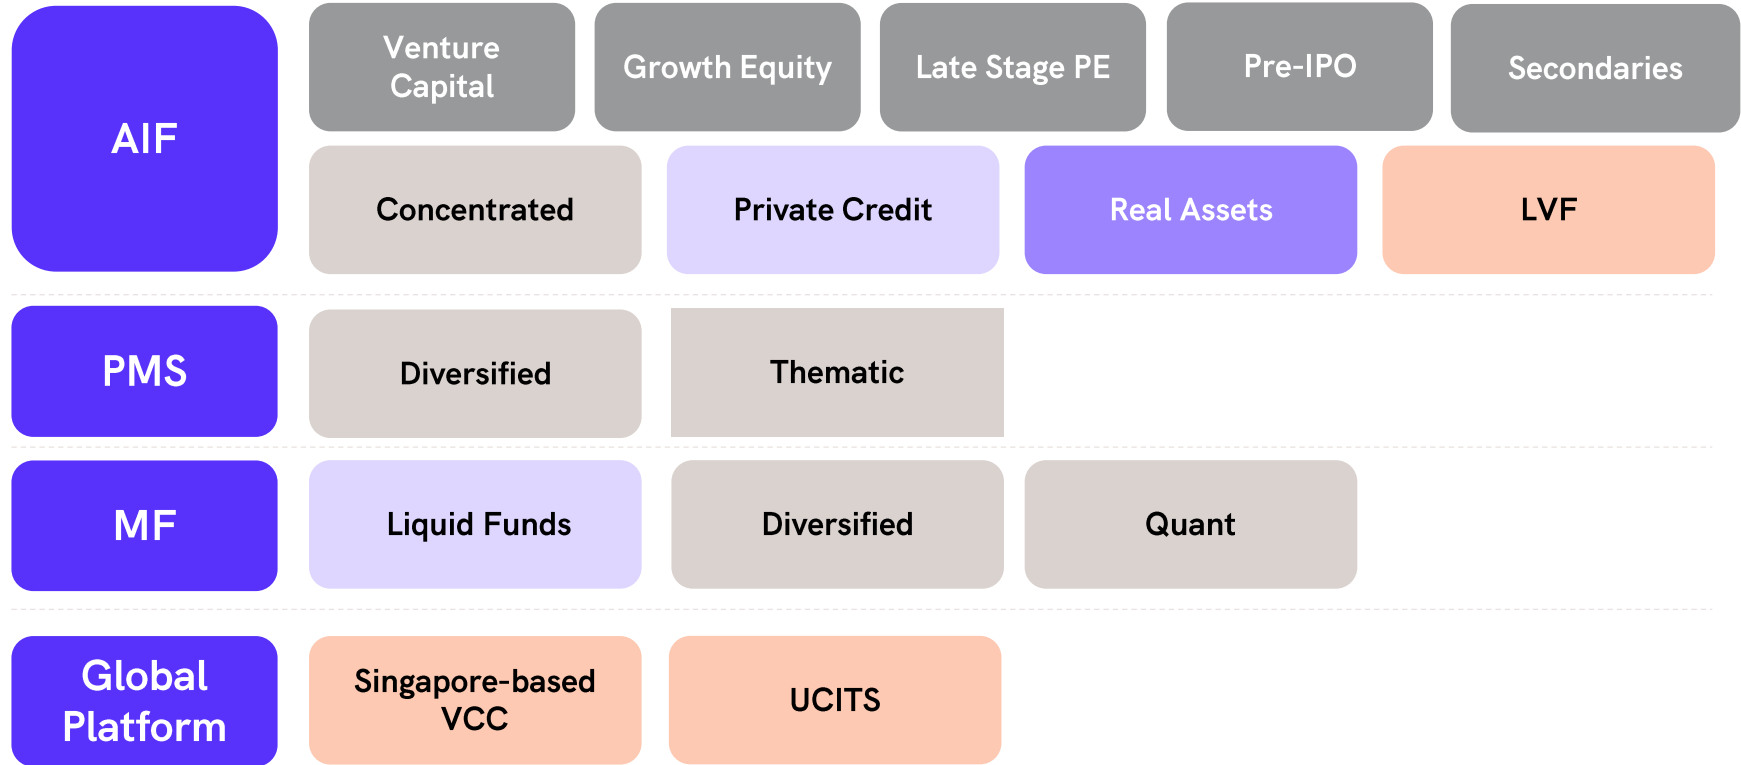 AIF
Venture
Capital
Growth Equity
Late Stage PE
Pre-IPO
Secondaries
Concentrated
Private Credit
Real Assets
LVF
PMS
Diversified
Thematic
MF
Liquid Funds
Diversified
Quant
Global
Platform
Singapore-based
VCC
UCITS